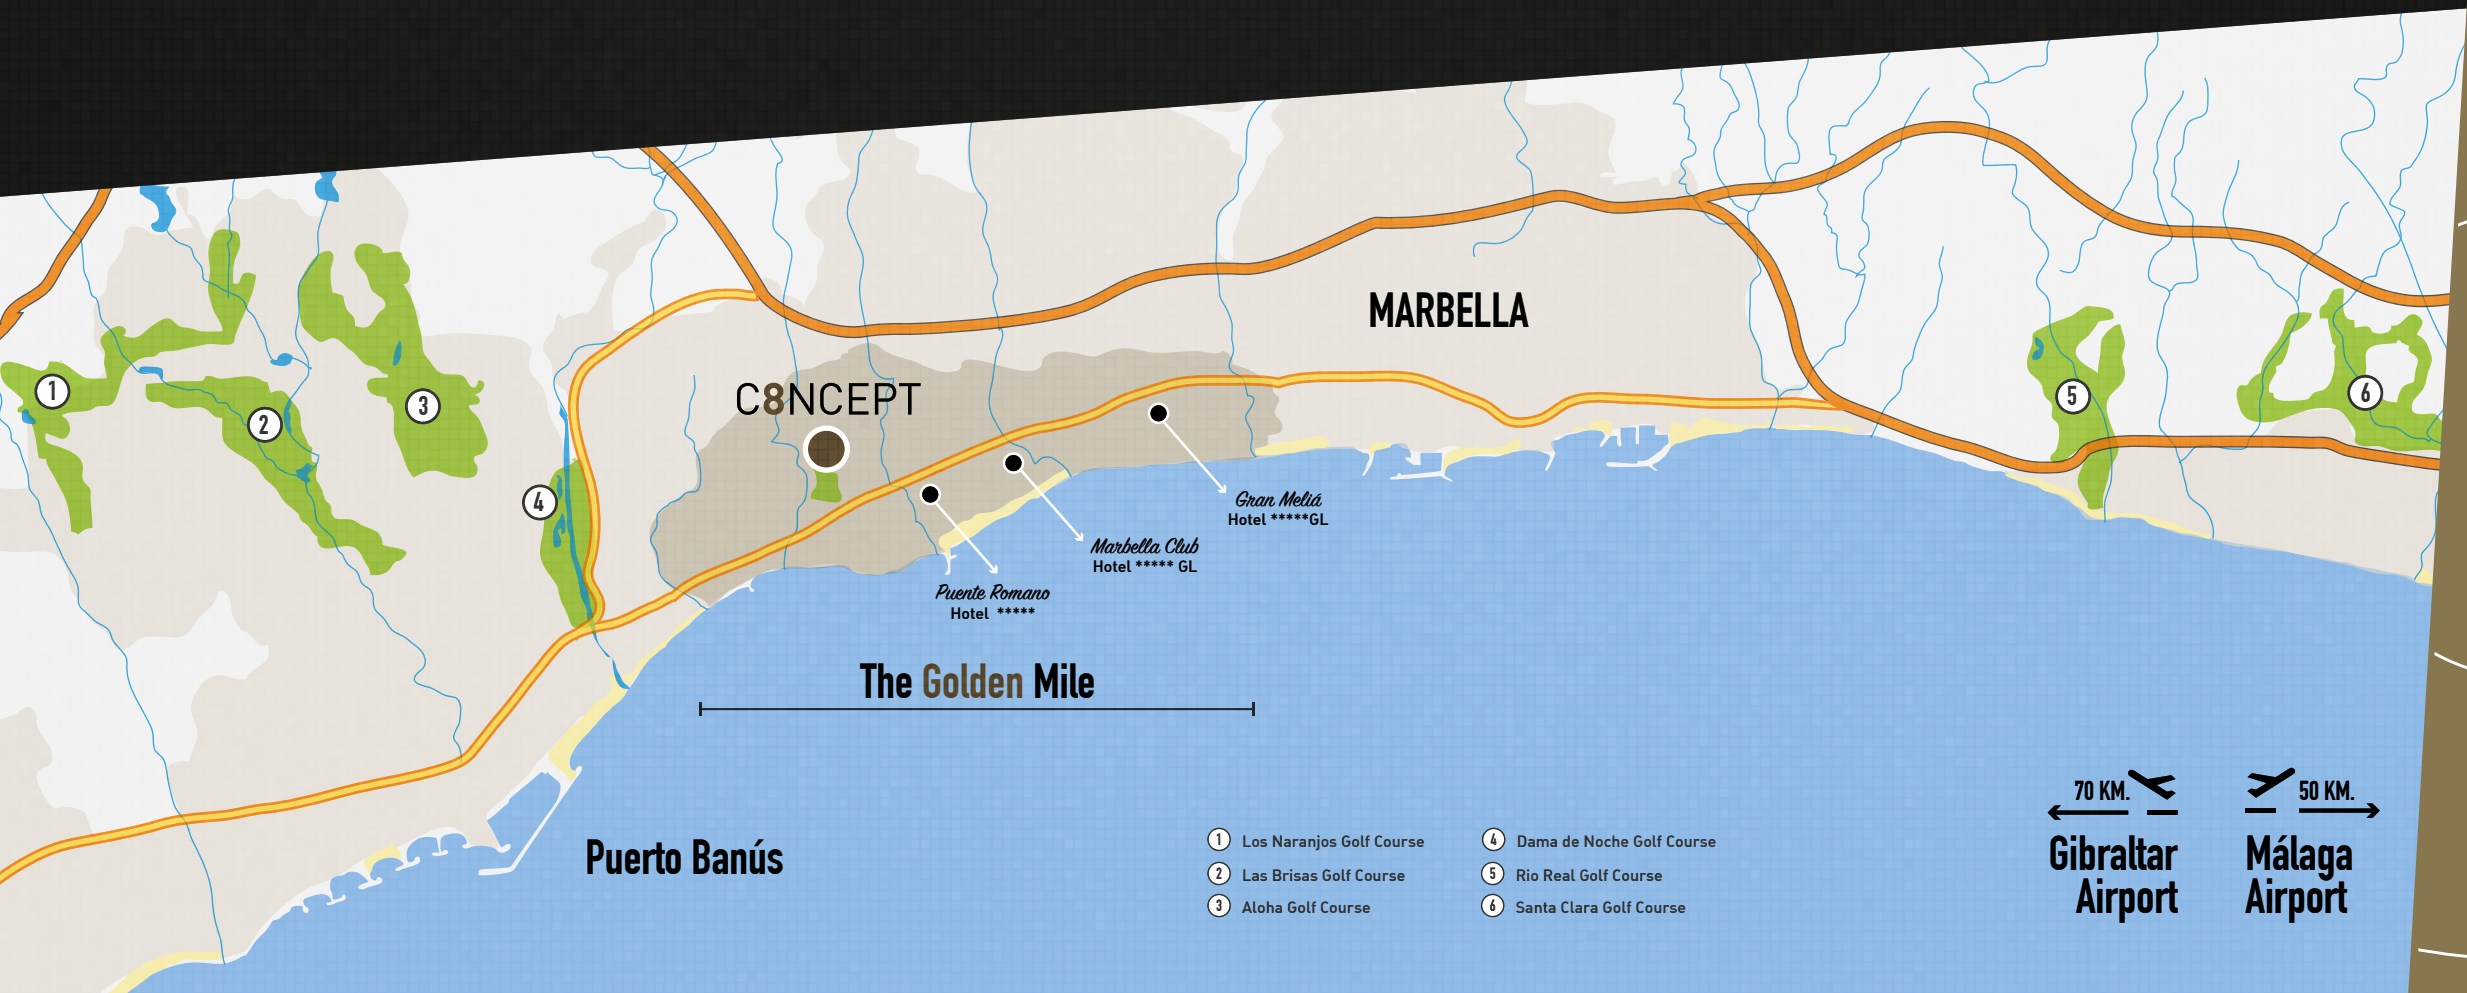 MARBELLA
C8NCEPT
1
2
3
4
5
6
Gran Meliá
Hotel *****GL
Marbella Club
Hotel ***** GL
Puente Romano
Hotel *****
The Golden Mile
Puerto Banús
1 Los Naranjos Golf Course
2 Las Brisas Golf Course
3 Aloha Golf Course
4 Dama de Noche Golf Course
5 Rio Real Golf Course
6 Santa Clara Golf Course
70 KM.
Gibraltar
Airport
50 KM.
Málaga
Airport